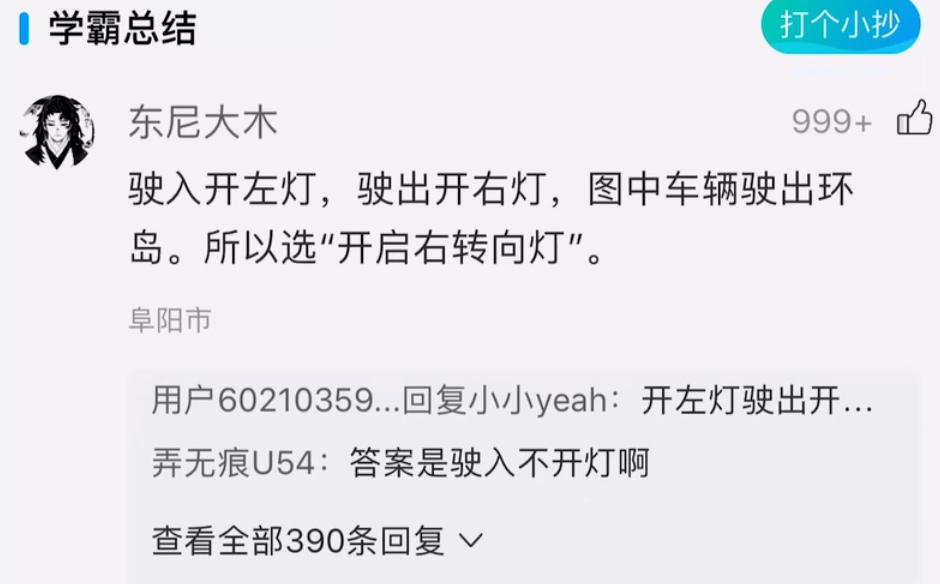 学霸总结
打个小抄
东尼大木
999+
驶入开左灯，驶出开右灯，图中车辆驶出环
岛。所以选“开启右转向灯”。
阜阳市
用户60210359...回复小小yeah：开左灯驶出开...
弄无痕U54：答案是驶入不开灯啊
查看全部390条回复